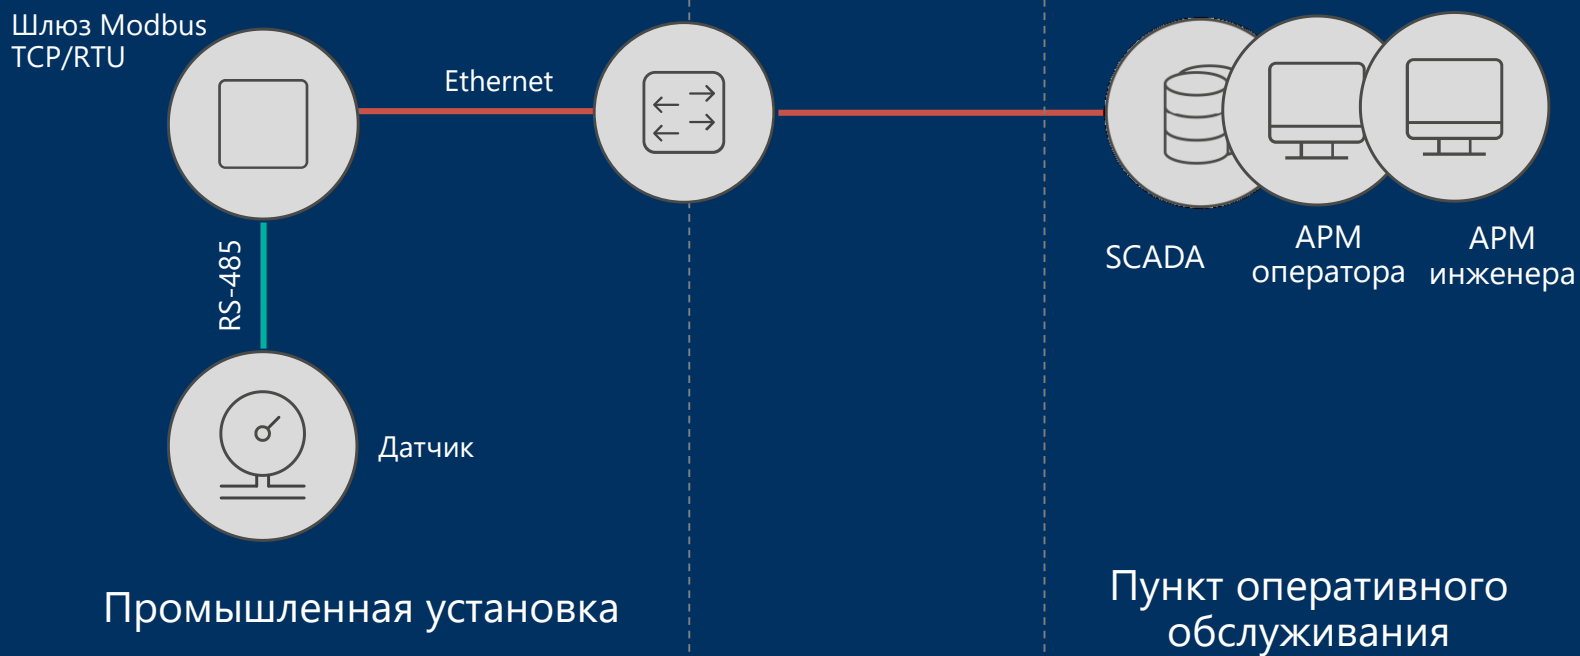 Шлюз Modbus
TCP/RTU
Ethernet
RS-485
Датчик
SCADA
АРМ
оператора
АРМ
инженера
Промышленная установка
Пункт оперативного
обслуживания